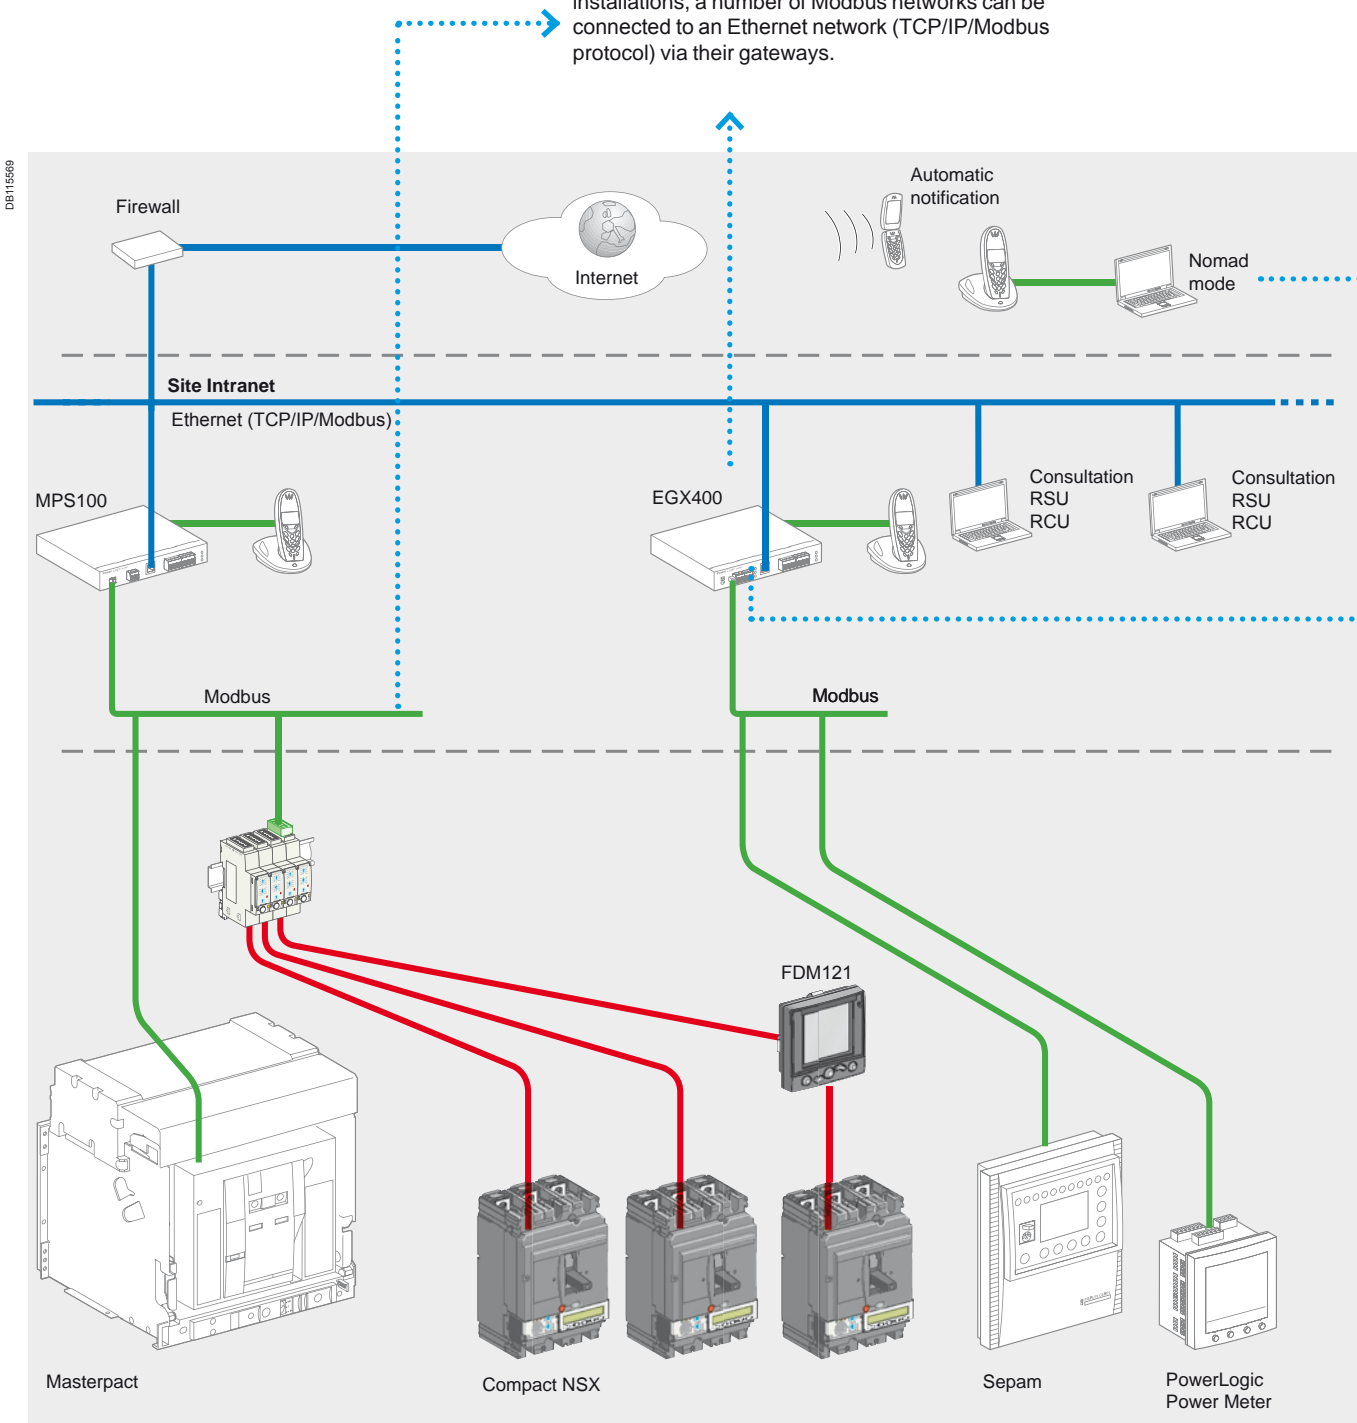 installations, a number of Modbus networks can be
connected to an Ethernet network (TCP/IP/Modbus
protocol) via their gateways.
DB115569
Automatic
notification
Firewall
Internet
Nomad
mode
Site Intranet
Ethernet (TCP/IP/Modbus)
MPS100
EGX400
Consultation
RSU
RCU
Consultation
RSU
RCU
Modbus
Modbus
FDM121
Masterpact
Compact NSX
Sepam
PowerLogic
Power Meter